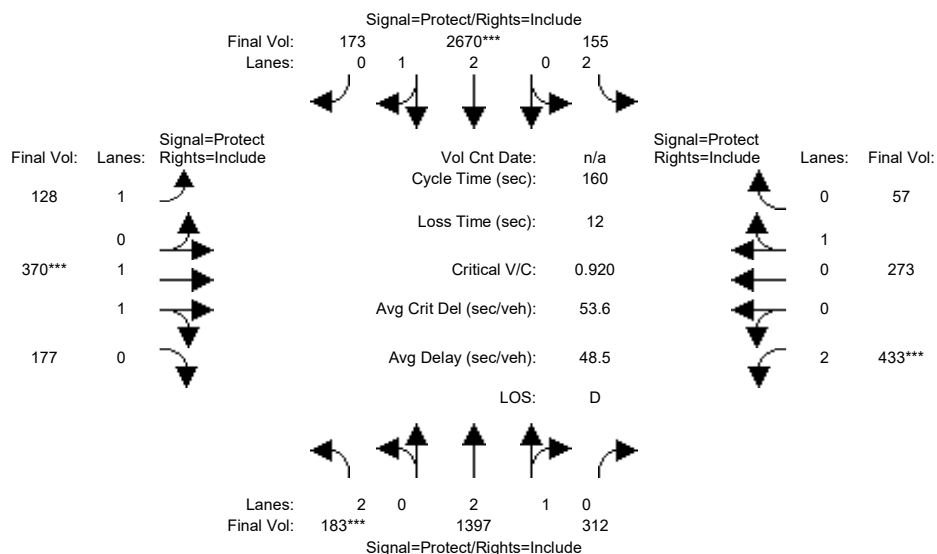 Signal=Protect/Rights=Include
Final Vol: 173 2670*** 155
Lanes: 0 1 2 0 2
Signal=Protect Signal=Protect
Final Vol: Lanes: Rights=Include Vol Cnt Date: n/a Rights=Include Lanes: Final Vol:
Cycle Time (sec): 160
128 1 0 57
Loss Time (sec): 12
0 1
370*** 1 Critical V/C: 0.920 0 273
1 Avg Crit Del (sec/veh): 53.6 0
177 0 Avg Delay (sec/veh): 48.5 2 433***
LOS: D
Lanes: 2 0 2 1 0
Final Vol: 183*** 1397 312
Signal=Protect/Rights=Include